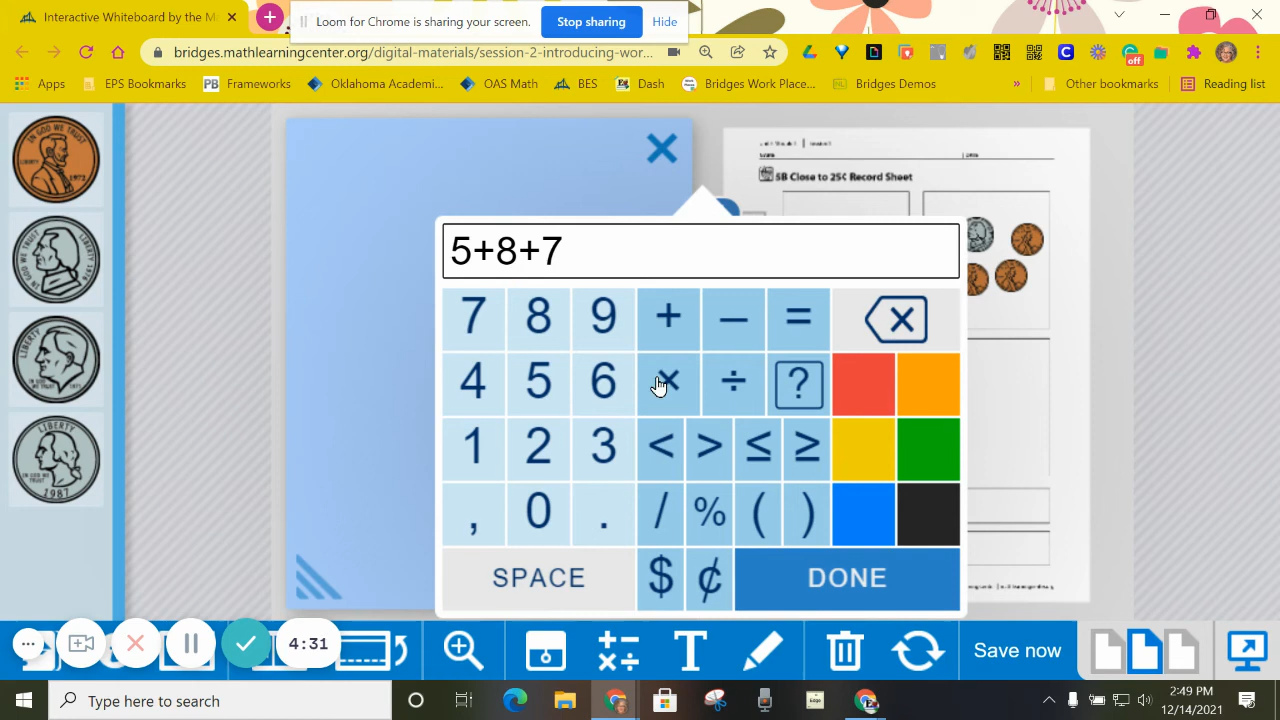 Interactive Whiteboard by the M
Loom for Chrome is sharing your screen.
Stop sharing
Hide
bridges.mathlearningcenter.org/digital-materials/session-2-introducing-wor...
off
Apps
EPS Bookmarks
PB Frameworks
Oklahoma Academi...
OAS Math
BES
Dash
Bridges Work Place...
Bridges Demos
»
Other bookmarks
Reading list
IN GOD WE TRUST
LIBERTY
LIBERTY
1987
5B Close to 25¢ Record Sheet
5+8+7
7 8 9 + – =
4 5 6 × ÷ ?
1 2 3 < > ≤ ≥
, 0 . / % ( )
SPACE $ ¢ DONE
4:31
T
Save now
Type here to search
2:49 PM
12/14/2021